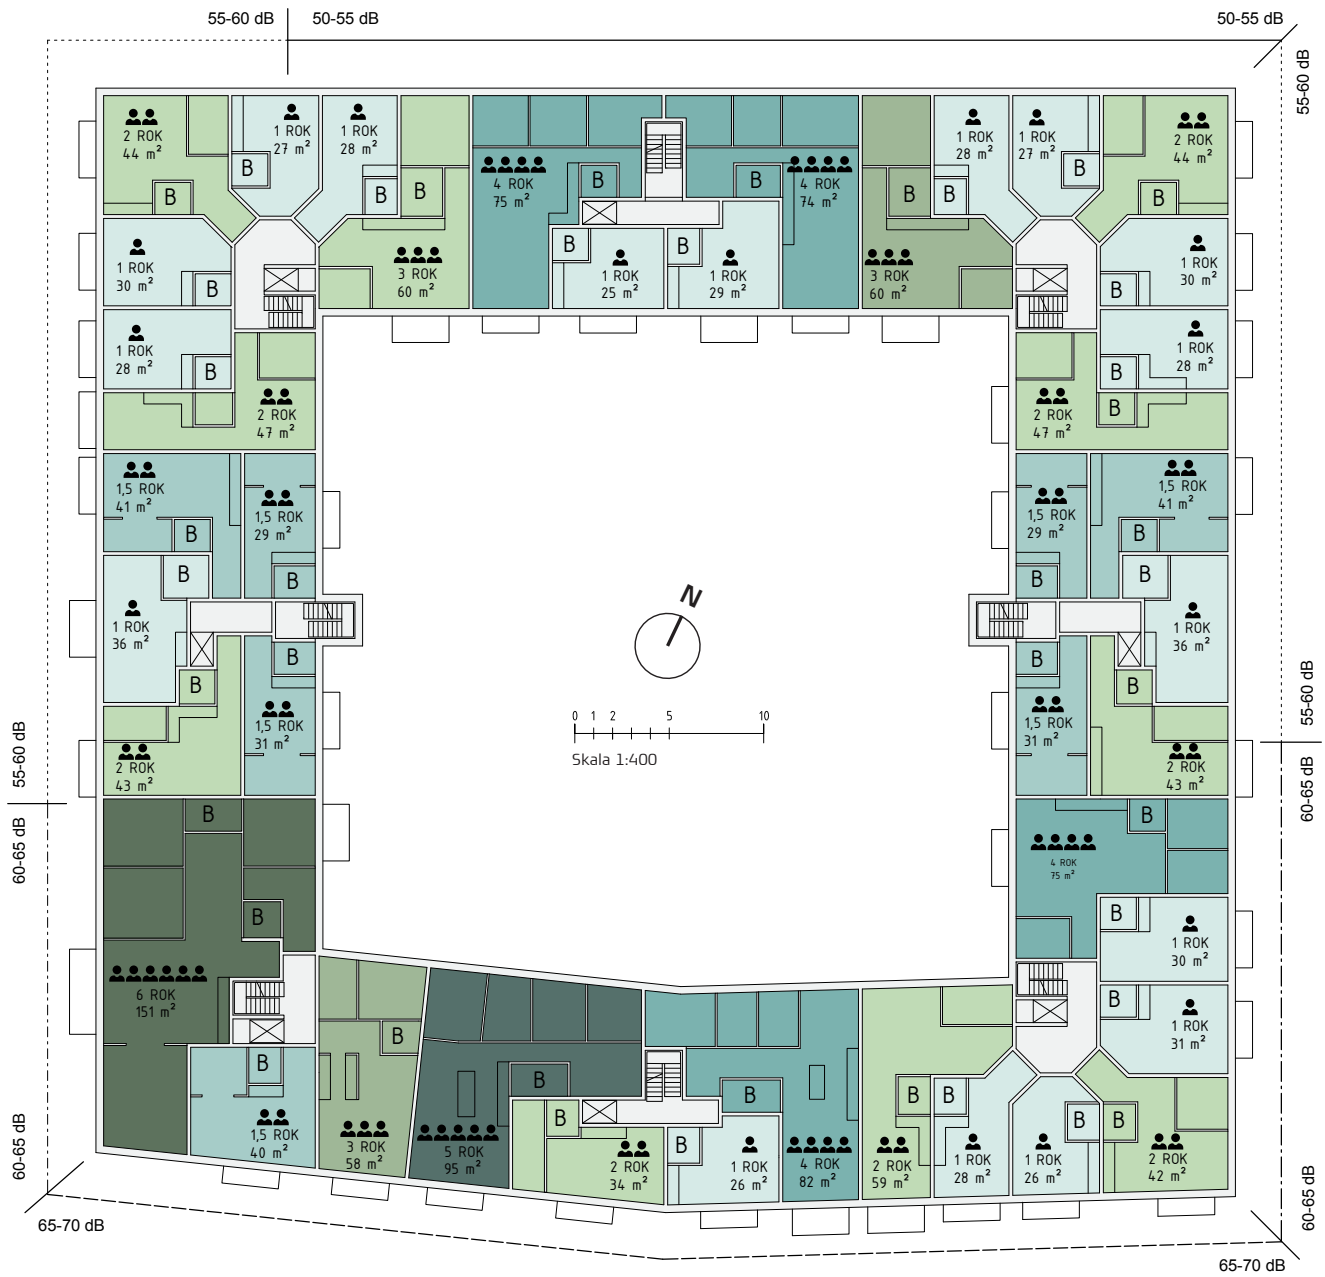 55-60 dB
50-55 dB
50-55 dB
55-60 dB
2 ROK
44 m²
B
1 ROK
27 m²
B
1 ROK
28 m²
B
B
3 ROK
60 m²
4 ROK
75 m²
B
B
4 ROK
74 m²
B
1 ROK
25 m²
B
1 ROK
29 m²
B
3 ROK
60 m²
1 ROK
28 m²
B
1 ROK
27 m²
B
2 ROK
44 m²
B
1 ROK
30 m²
B
1 ROK
30 m²
B
1 ROK
28 m²
B
1 ROK
28 m²
B
2 ROK
47 m²
2 ROK
47 m²
B
1,5 ROK
41 m²
B
1,5 ROK
29 m²
B
1,5 ROK
29 m²
B
1,5 ROK
41 m²
B
B
1 ROK
36 m²
B
1 ROK
36 m²
N
B
B
B
B
1,5 ROK
31 m²
1,5 ROK
31 m²
2 ROK
43 m²
2 ROK
43 m²
0 1 2 5 10
Skala 1:400
55-60 dB
60-65 dB
55-60 dB
60-65 dB
B
B
B
4 ROK
75 m²
B
1 ROK
30 m²
B
1 ROK
31 m²
6 ROK
151 m²
B
1,5 ROK
40 m²
B
3 ROK
58 m²
B
5 ROK
95 m²
B
2 ROK
34 m²
B
B
1 ROK
26 m²
4 ROK
82 m²
B
2 ROK
59 m²
B
1 ROK
28 m²
B
1 ROK
26 m²
B
2 ROK
42 m²
60-65 dB
60-65 dB
65-70 dB
65-70 dB